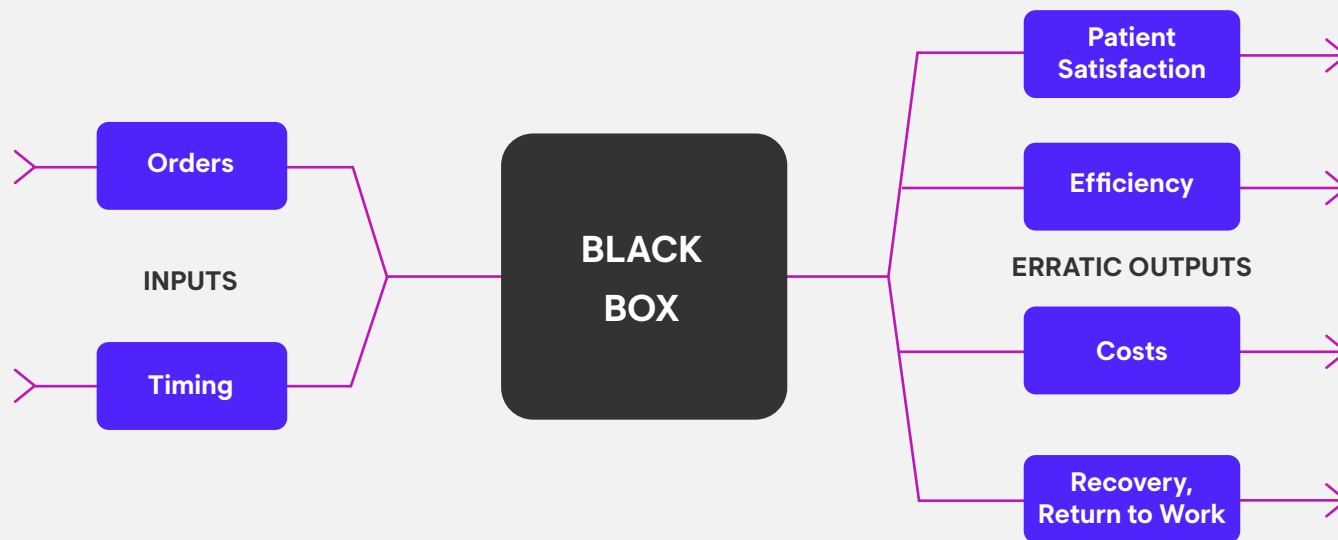 Orders
INPUTS
Timing
BLACK
BOX
Patient
Satisfaction
Efficiency
ERRATIC OUTPUTS
Costs
Recovery,
Return to Work